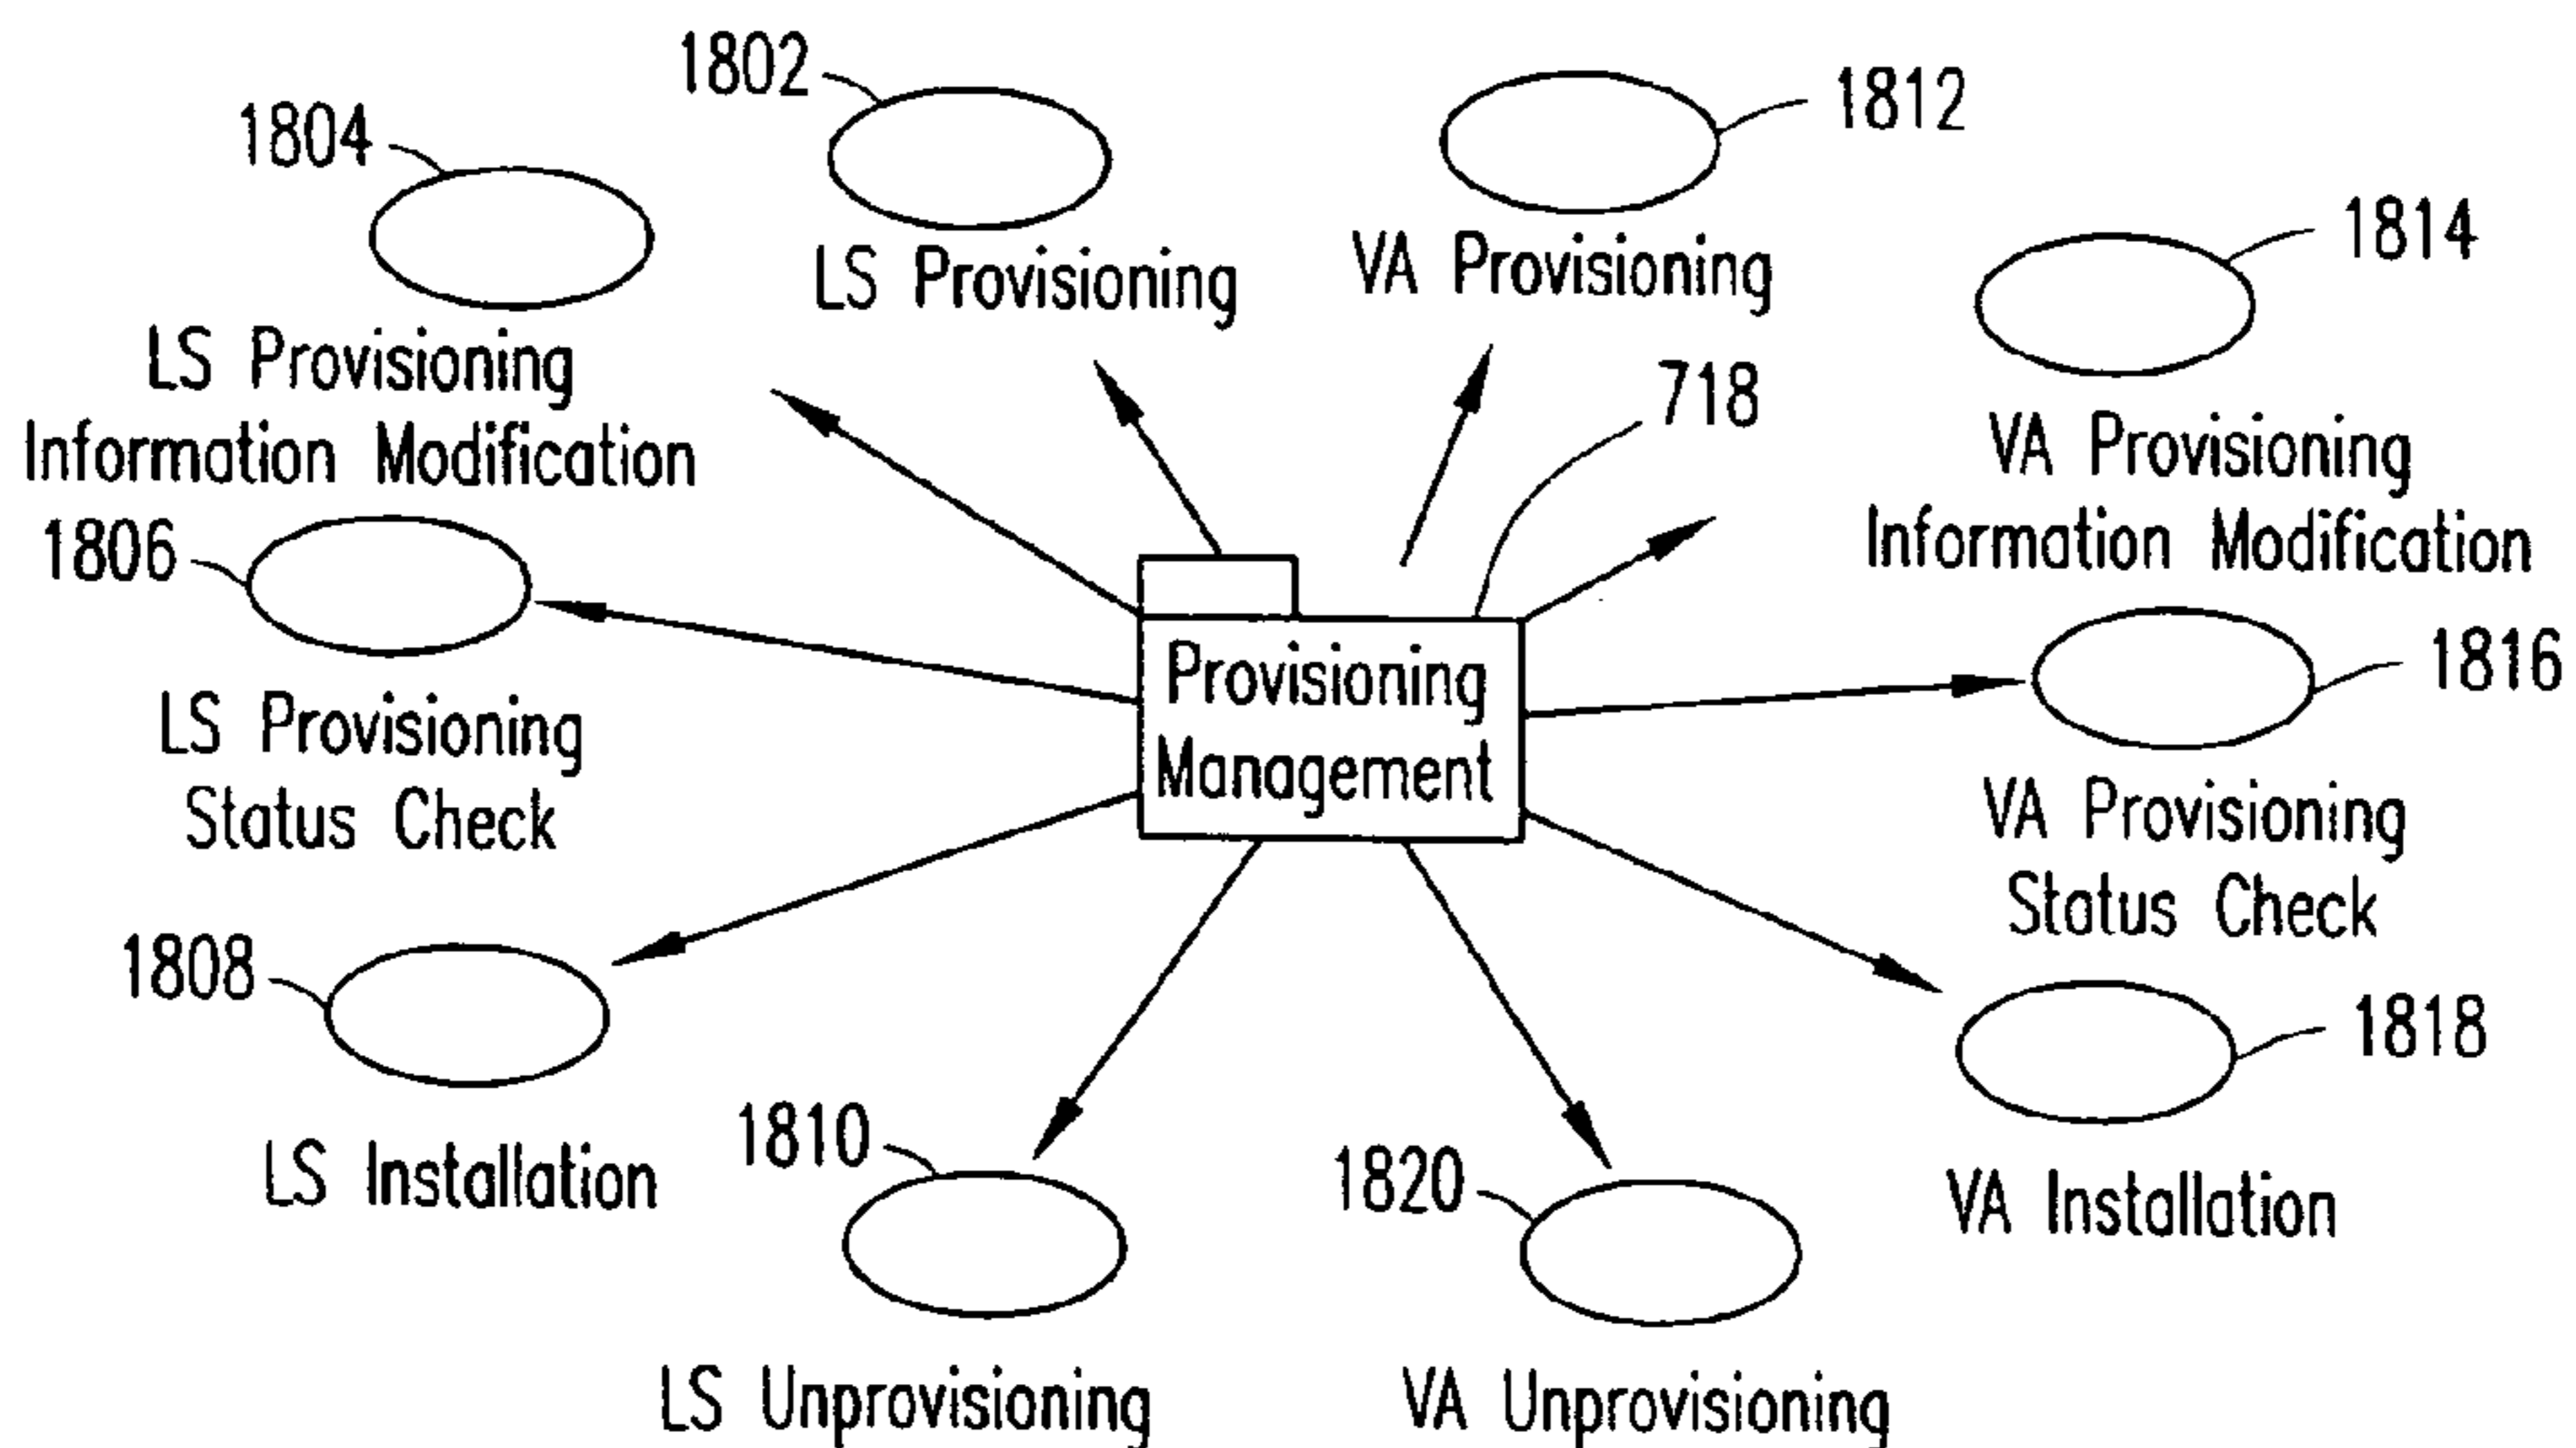 1802
1812
1804
1814
LS Provisioning
VA Provisioning
LS Provisioning
Information Modification
718
VA Provisioning
Information Modification
1806
Provisioning
Management
1816
LS Provisioning
Status Check
VA Provisioning
Status Check
1808
1818
LS Installation
1810
1820
VA Installation
LS Unprovisioning
VA Unprovisioning